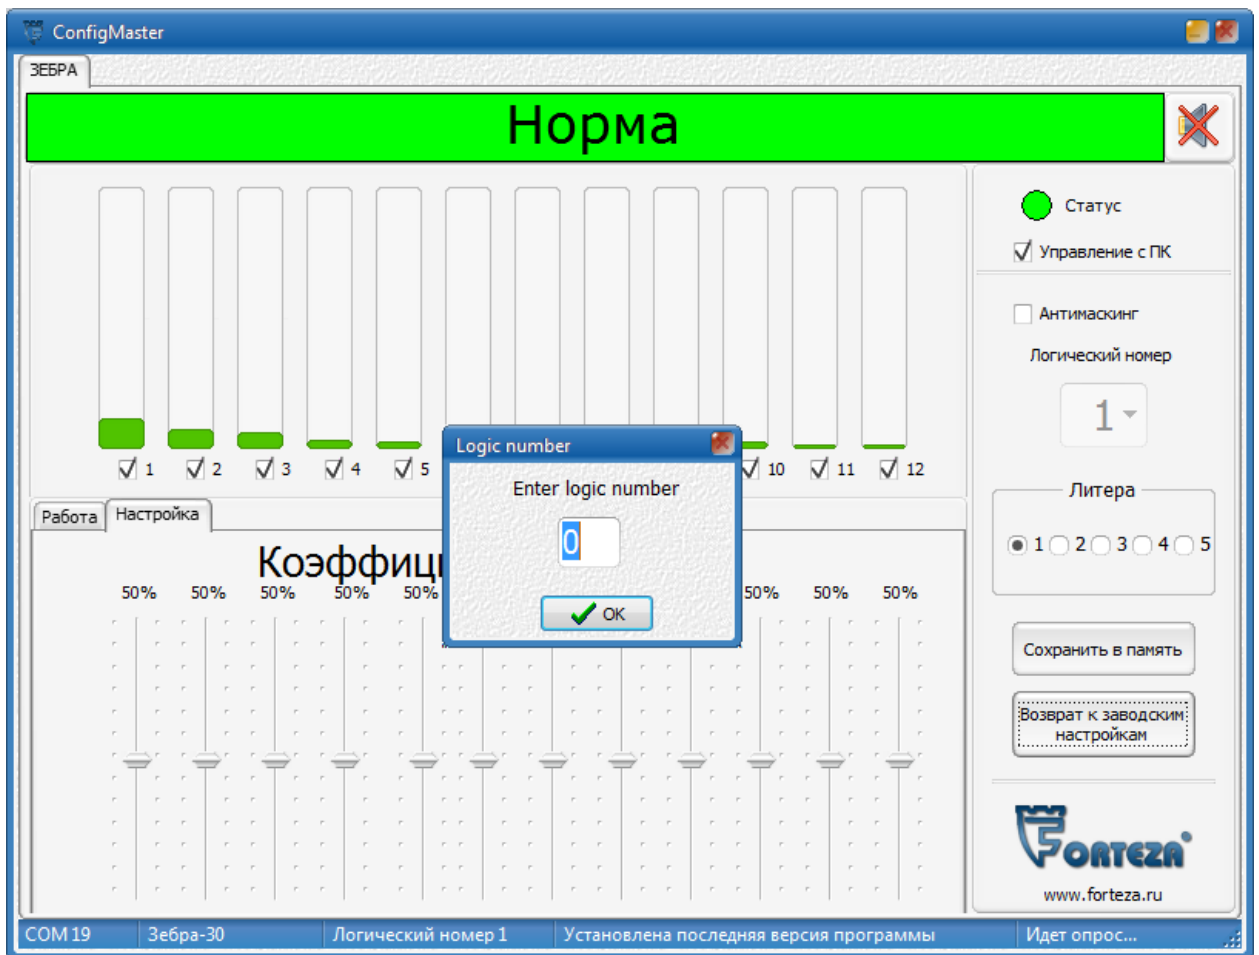 ConfigMaster
ЗЕБРА
Норма
Статус
Управление с ПК
Антимаскинг
Логический номер
1
1 2 3 4 5 10 11 12
Logic number
Enter logic number
0
OK
Литера
1 2 3 4 5
Работа Настройка
50% 50% 50% 50% 50% 50% 50% 50%
Сохранить в память
Возврат к заводским
настройкам
FORTEZA
www.forteza.ru
COM 19 Зебра-30 Логический номер 1 Установлена последняя версия программы Идет опрос...